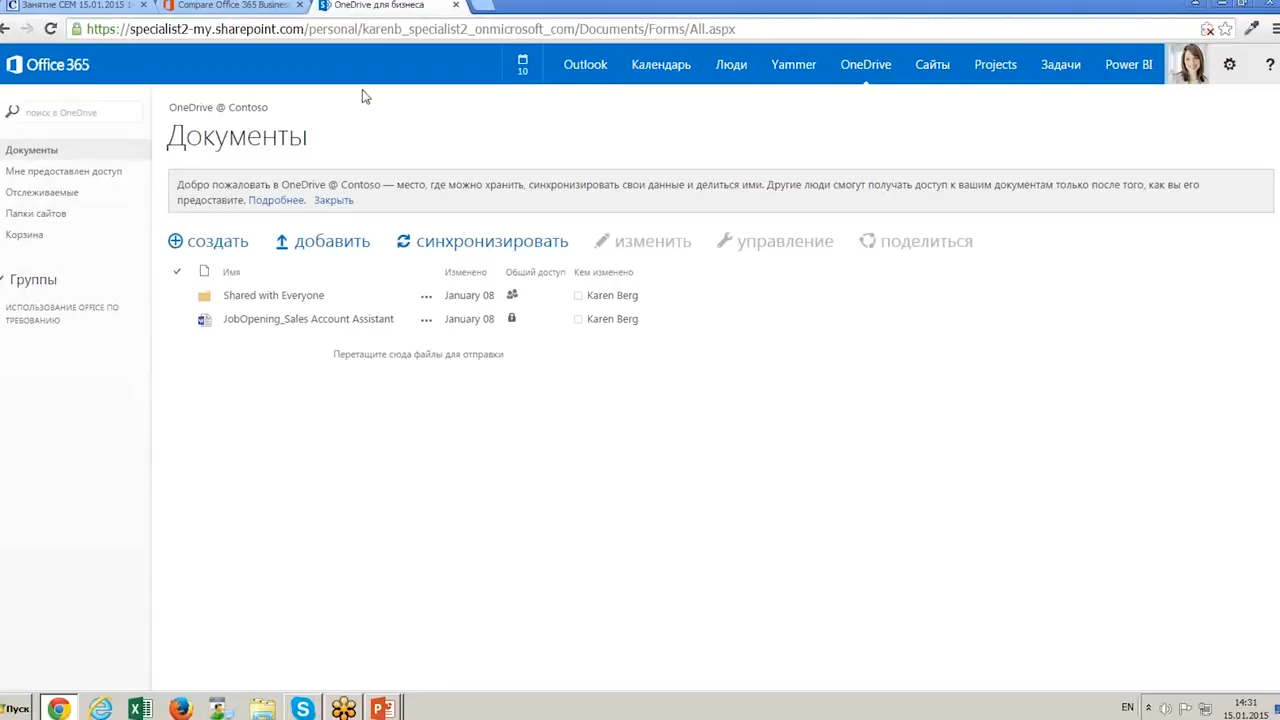 Занятие СЕМ 15.01.2015 1
Compare Office 365 Busine
OneDrive для бизнеса
https://specialist2-my.sharepoint.com/personal/karenb_specialist2_onmicrosoft_com/Documents/Forms/All.aspx
Office 365
10
Outlook Календарь Люди Yammer OneDrive Сайты Projects Задачи Power BI ?
поиск в OneDrive
Документы
Мне предоставлен доступ
Отслеживаемые
Папки сайтов
Корзина
Группы
ИСПОЛЬЗОВАНИЕ OFFICE ПО
ТРЕБОВАНИЮ
OneDrive @ Contoso
Документы
Добро пожаловать в OneDrive @ Contoso — место, где можно хранить, синхронизировать свои данные и делиться ими. Другие люди смогут получать доступ к вашим документам только после того, как вы его
предоставите. Подробнее. Закрыть
создать добавить синхронизировать изменить управление поделиться
Имя Изменено Общий доступ Кем изменено
Shared with Everyone ... January 08 Karen Berg
JobOpening_Sales Account Assistant ... January 08 Karen Berg
Перетащите сюда файлы для отправки
Пуск
EN
14:31
15.01.2015